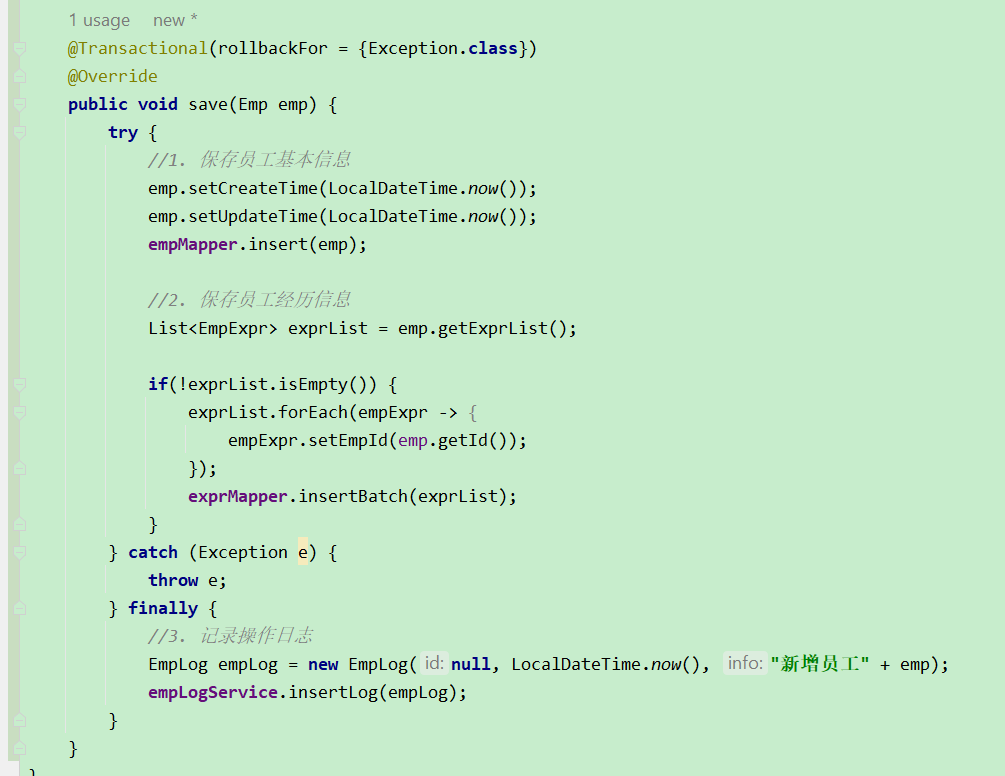 1 usage new *
@Transactional(rollbackFor = {Exception.class})
@Override
public void save(Emp emp) {
try {
//1. 保存员工基本信息
emp.setCreateTime(LocalDateTime.now());
emp.setUpdateTime(LocalDateTime.now());
empMapper.insert(emp);
//2. 保存员工经历信息
List<EmpExpr> exprList = emp.getExprList();
if(!exprList.isEmpty()) {
exprList.forEach(empExpr -> {
empExpr.setEmpId(emp.getId());
});
exprMapper.insertBatch(exprList);
}
} catch (Exception e) {
throw e;
} finally {
//3. 记录操作日志
EmpLog empLog = new EmpLog( id: null, LocalDateTime.now(), info: "新增员工" + emp);
empLogService.insertLog(empLog);
}
}
}